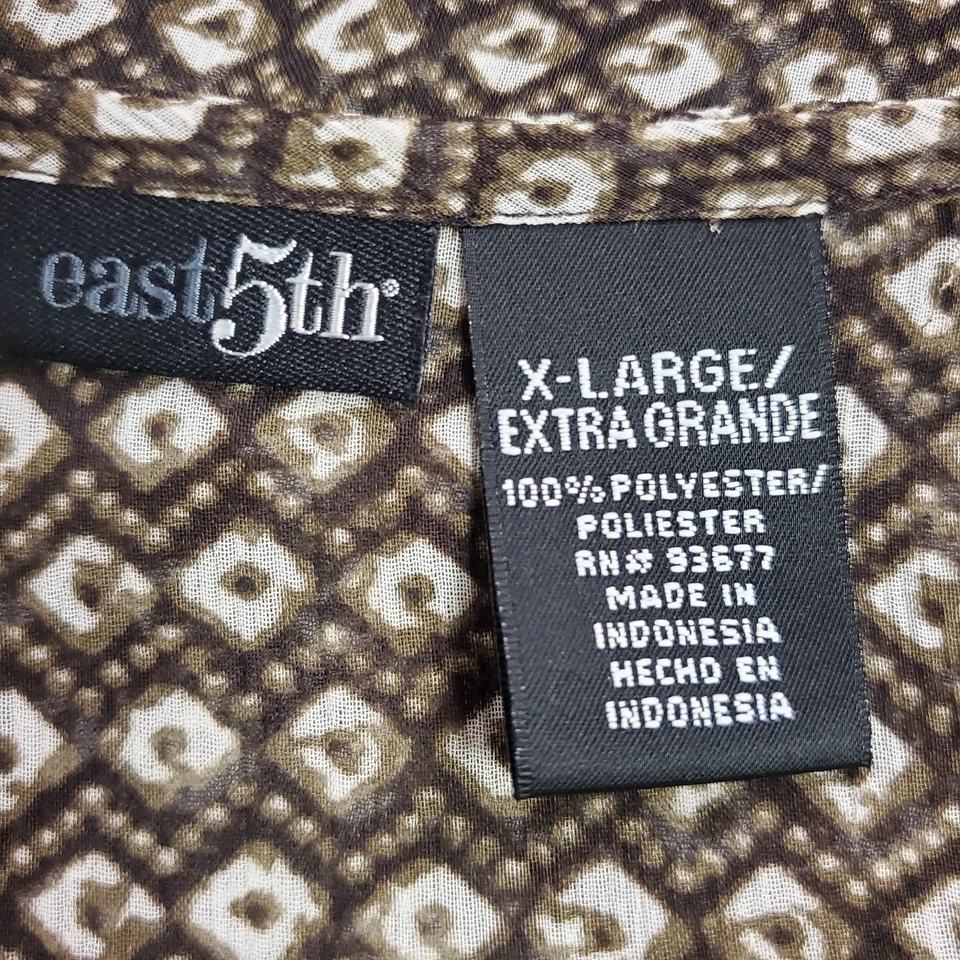 east5th®
X-LARGE/
EXTRA GRANDE
100% POLYESTER/
POLIESTER
RN# 93677
MADE IN
INDONESIA
HECHO EN
INDONESIA